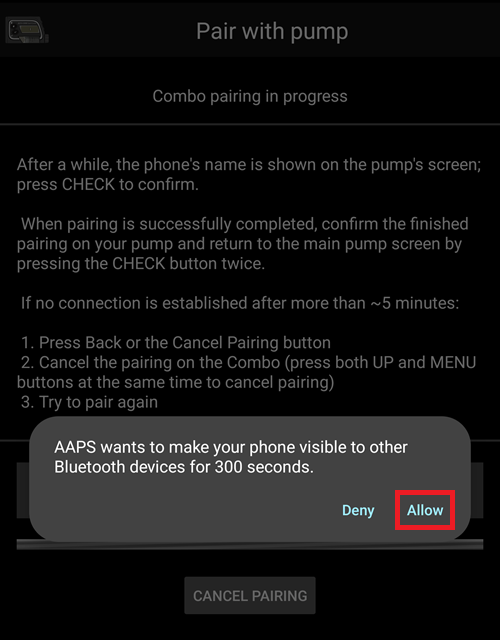 Pair with pump
Combo pairing in progress
After a while, the phone's name is shown on the pump's screen;
press CHECK to confirm.
When pairing is successfully completed, confirm the finished
pairing on your pump and return to the main pump screen by
pressing the CHECK button twice.
If no connection is established after more than ~5 minutes:
1. Press Back or the Cancel Pairing button
2. Cancel the pairing on the Combo (press both UP and MENU
buttons at the same time to cancel pairing)
3. Try to pair again
AAPS wants to make your phone visible to other
Bluetooth devices for 300 seconds.
Deny Allow
CANCEL PAIRING